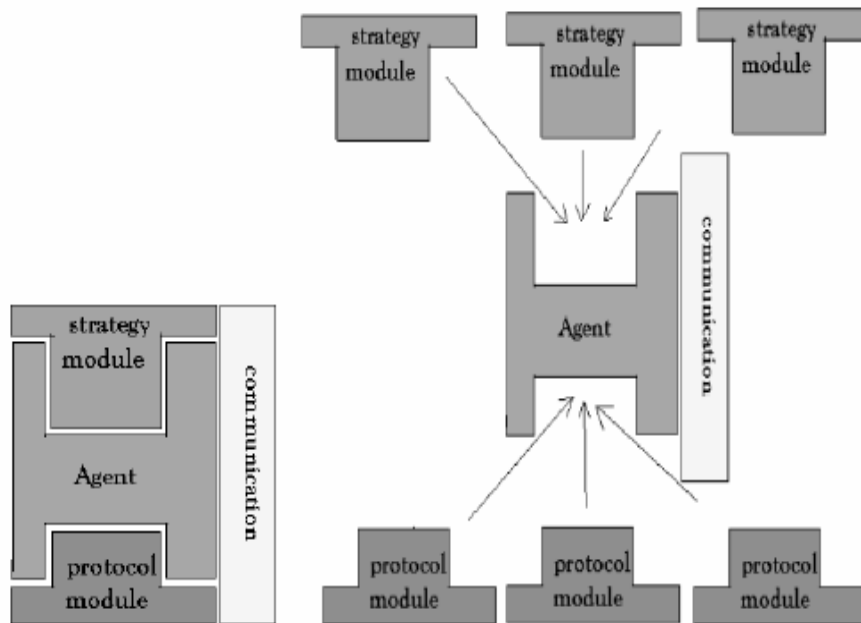 strategy
module
strategy
module
strategy
module
Agent
communication
strategy
module
Agent
protocol
module
communication
protocol
module
protocol
module
protocol
module